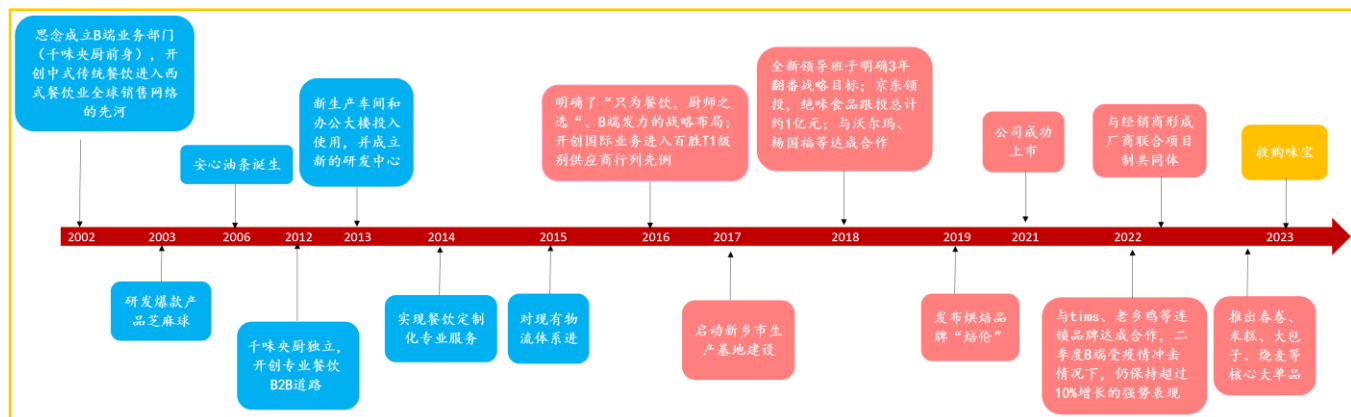 思念成立B端业务部门
（千味央厨前身），开
创中式传统餐饮进入西
式餐饮业全球销售网络
的先河
安心油条诞生
新生产车间和
办公大楼投入
使用，并成立
新的研发中心
明确了“只为餐饮，厨师之
选“、B端发力的战略布局；
开创国际业务进入百胜T1级
别供应商行列先例
全新领导班子明确3年
翻番战略目标；京东领
投，绝味食品跟投总计
约1亿元；与沃尔玛、
杨国福等达成合作
公司成功
上市
与经销商形成
厂商联合项目
制共同体
收购味宝
2002 2003 2006 2012 2013 2014 2015 2016 2017 2018 2019 2021 2022 2023
研发爆款产
品芝麻球
千味央厨独立，
开创专业餐饮
B2B道路
实现餐饮定制
化专业服务
对现有物
流体系进
启动新乡市生
产基地建设
发布烘焙品
牌“焙伦”
与tims、老乡鸡等连
锁品牌达成合作，二
季度B端受疫情冲击
情况下，仍保持超过
10%增长的强势表现
推出春卷、
米糕、大包
子、烧麦等
核心大单品